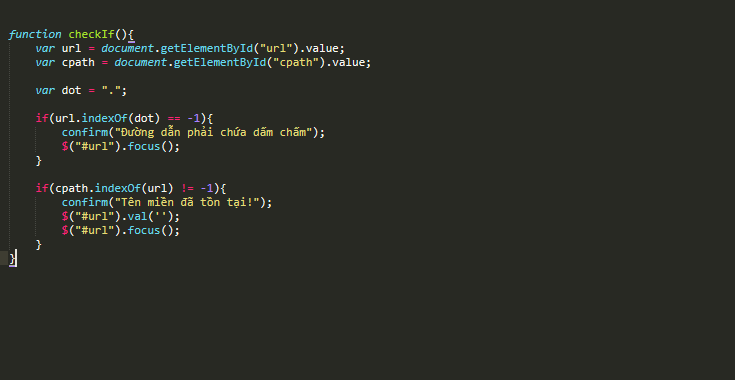 function checkIf(){
var url = document.getElementById("url").value;
var cpath = document.getElementById("cpath").value;
var dot = ".";
if(url.indexOf(dot) == -1){
confirm("Đường dẫn phải chứa dấm chấm");
$("#url").focus();
}
if(cpath.indexOf(url) != -1){
confirm("Tên miền đã tồn tại!");
$("#url").val('');
$("#url").focus();
}
}